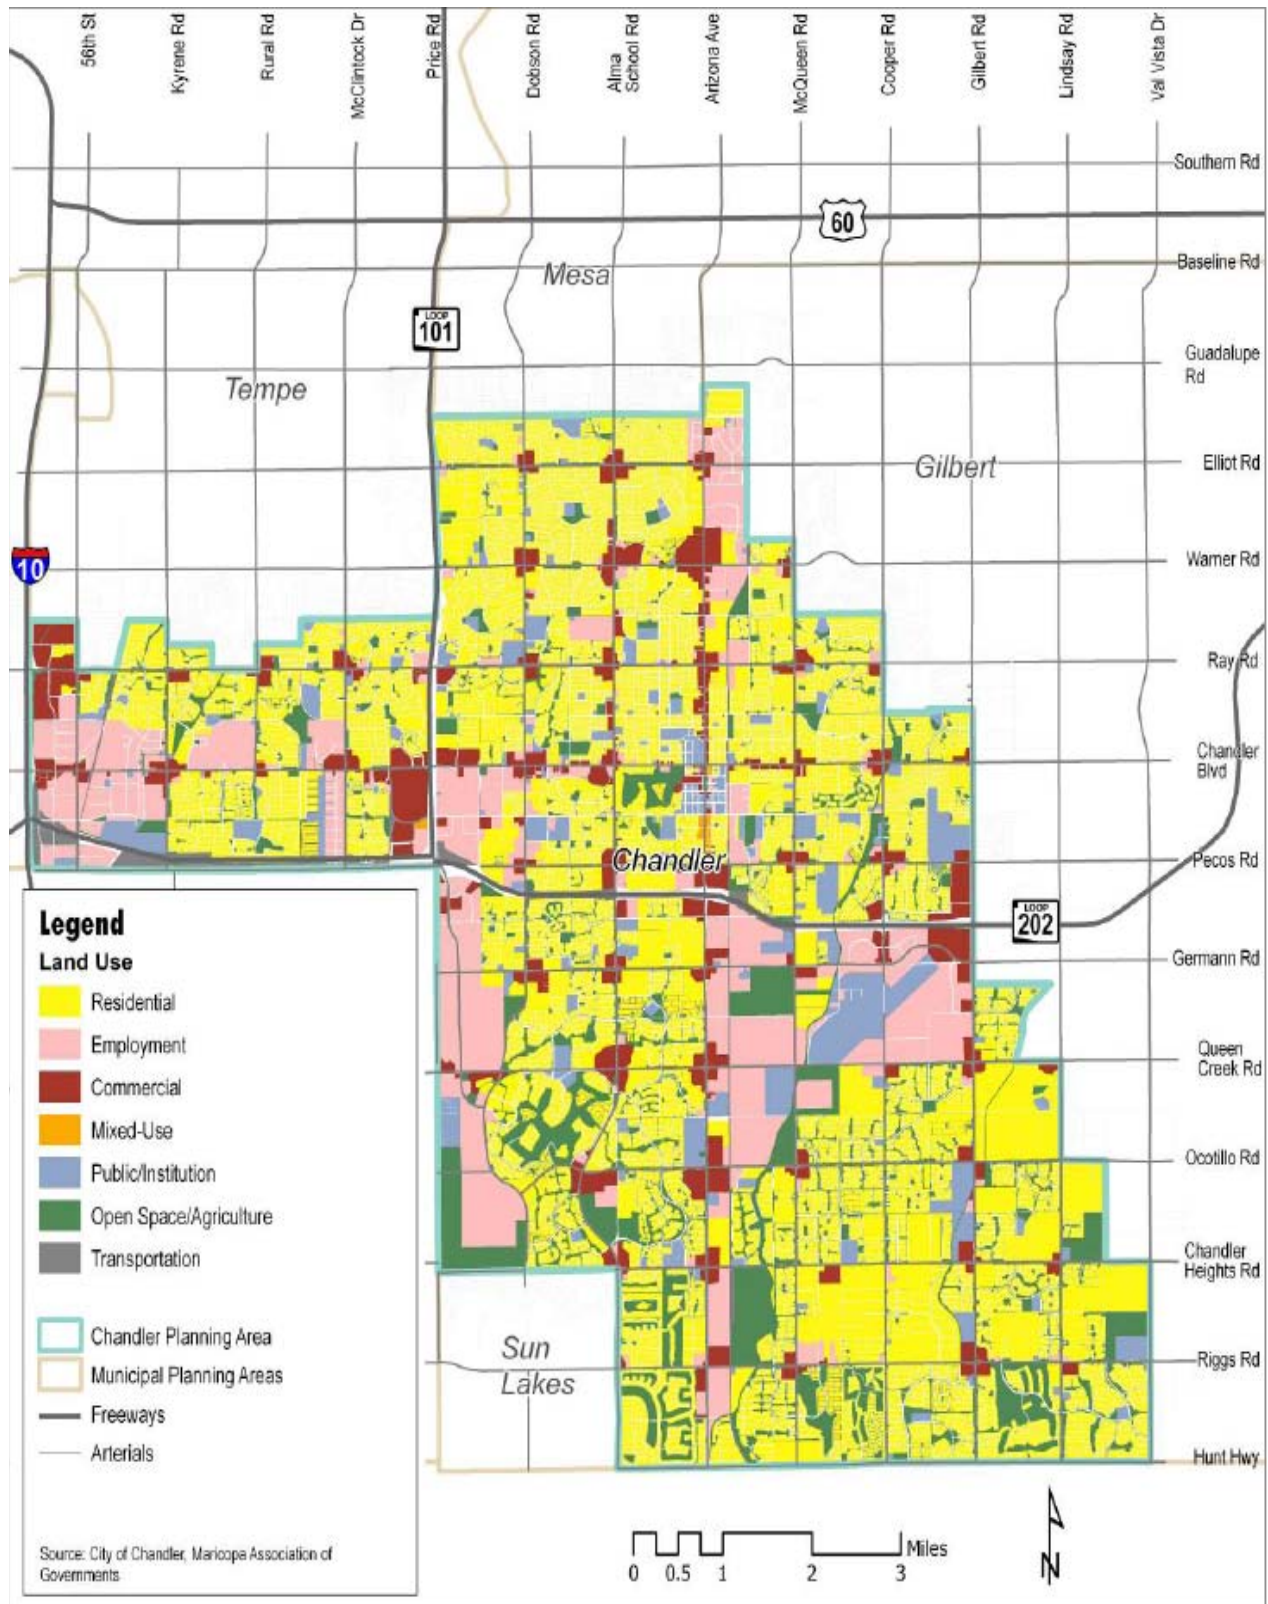 56th St
Kyrene Rd
Rural Rd
McClintock Dr
Price Rd
Dobson Rd
Alma
School Rd
Arizona Ave
McQueen Rd
Cooper Rd
Gilbert Rd
Lindsay Rd
Val Vista Dr
Southern Rd
60
Baseline Rd
Mesa
LOOP
101
Guadalupe
Rd
Tempe
Elliot Rd
Gilbert
Warner Rd
10
Ray Rd
Chandler
Blvd
Chandler
Pecos Rd
LOOP
202
Germann Rd
Queen
Creek Rd
Ocotillo Rd
Chandler
Heights Rd
Sun
Lakes
Riggs Rd
Hunt Hwy
Legend
Land Use
Residential
Employment
Commercial
Mixed-Use
Public/Institution
Open Space/Agriculture
Transportation
Chandler Planning Area
Municipal Planning Areas
Freeways
Arterials
Source: City of Chandler, Maricopa Association of
Governments
Miles
0 0.5 1 2 3
N